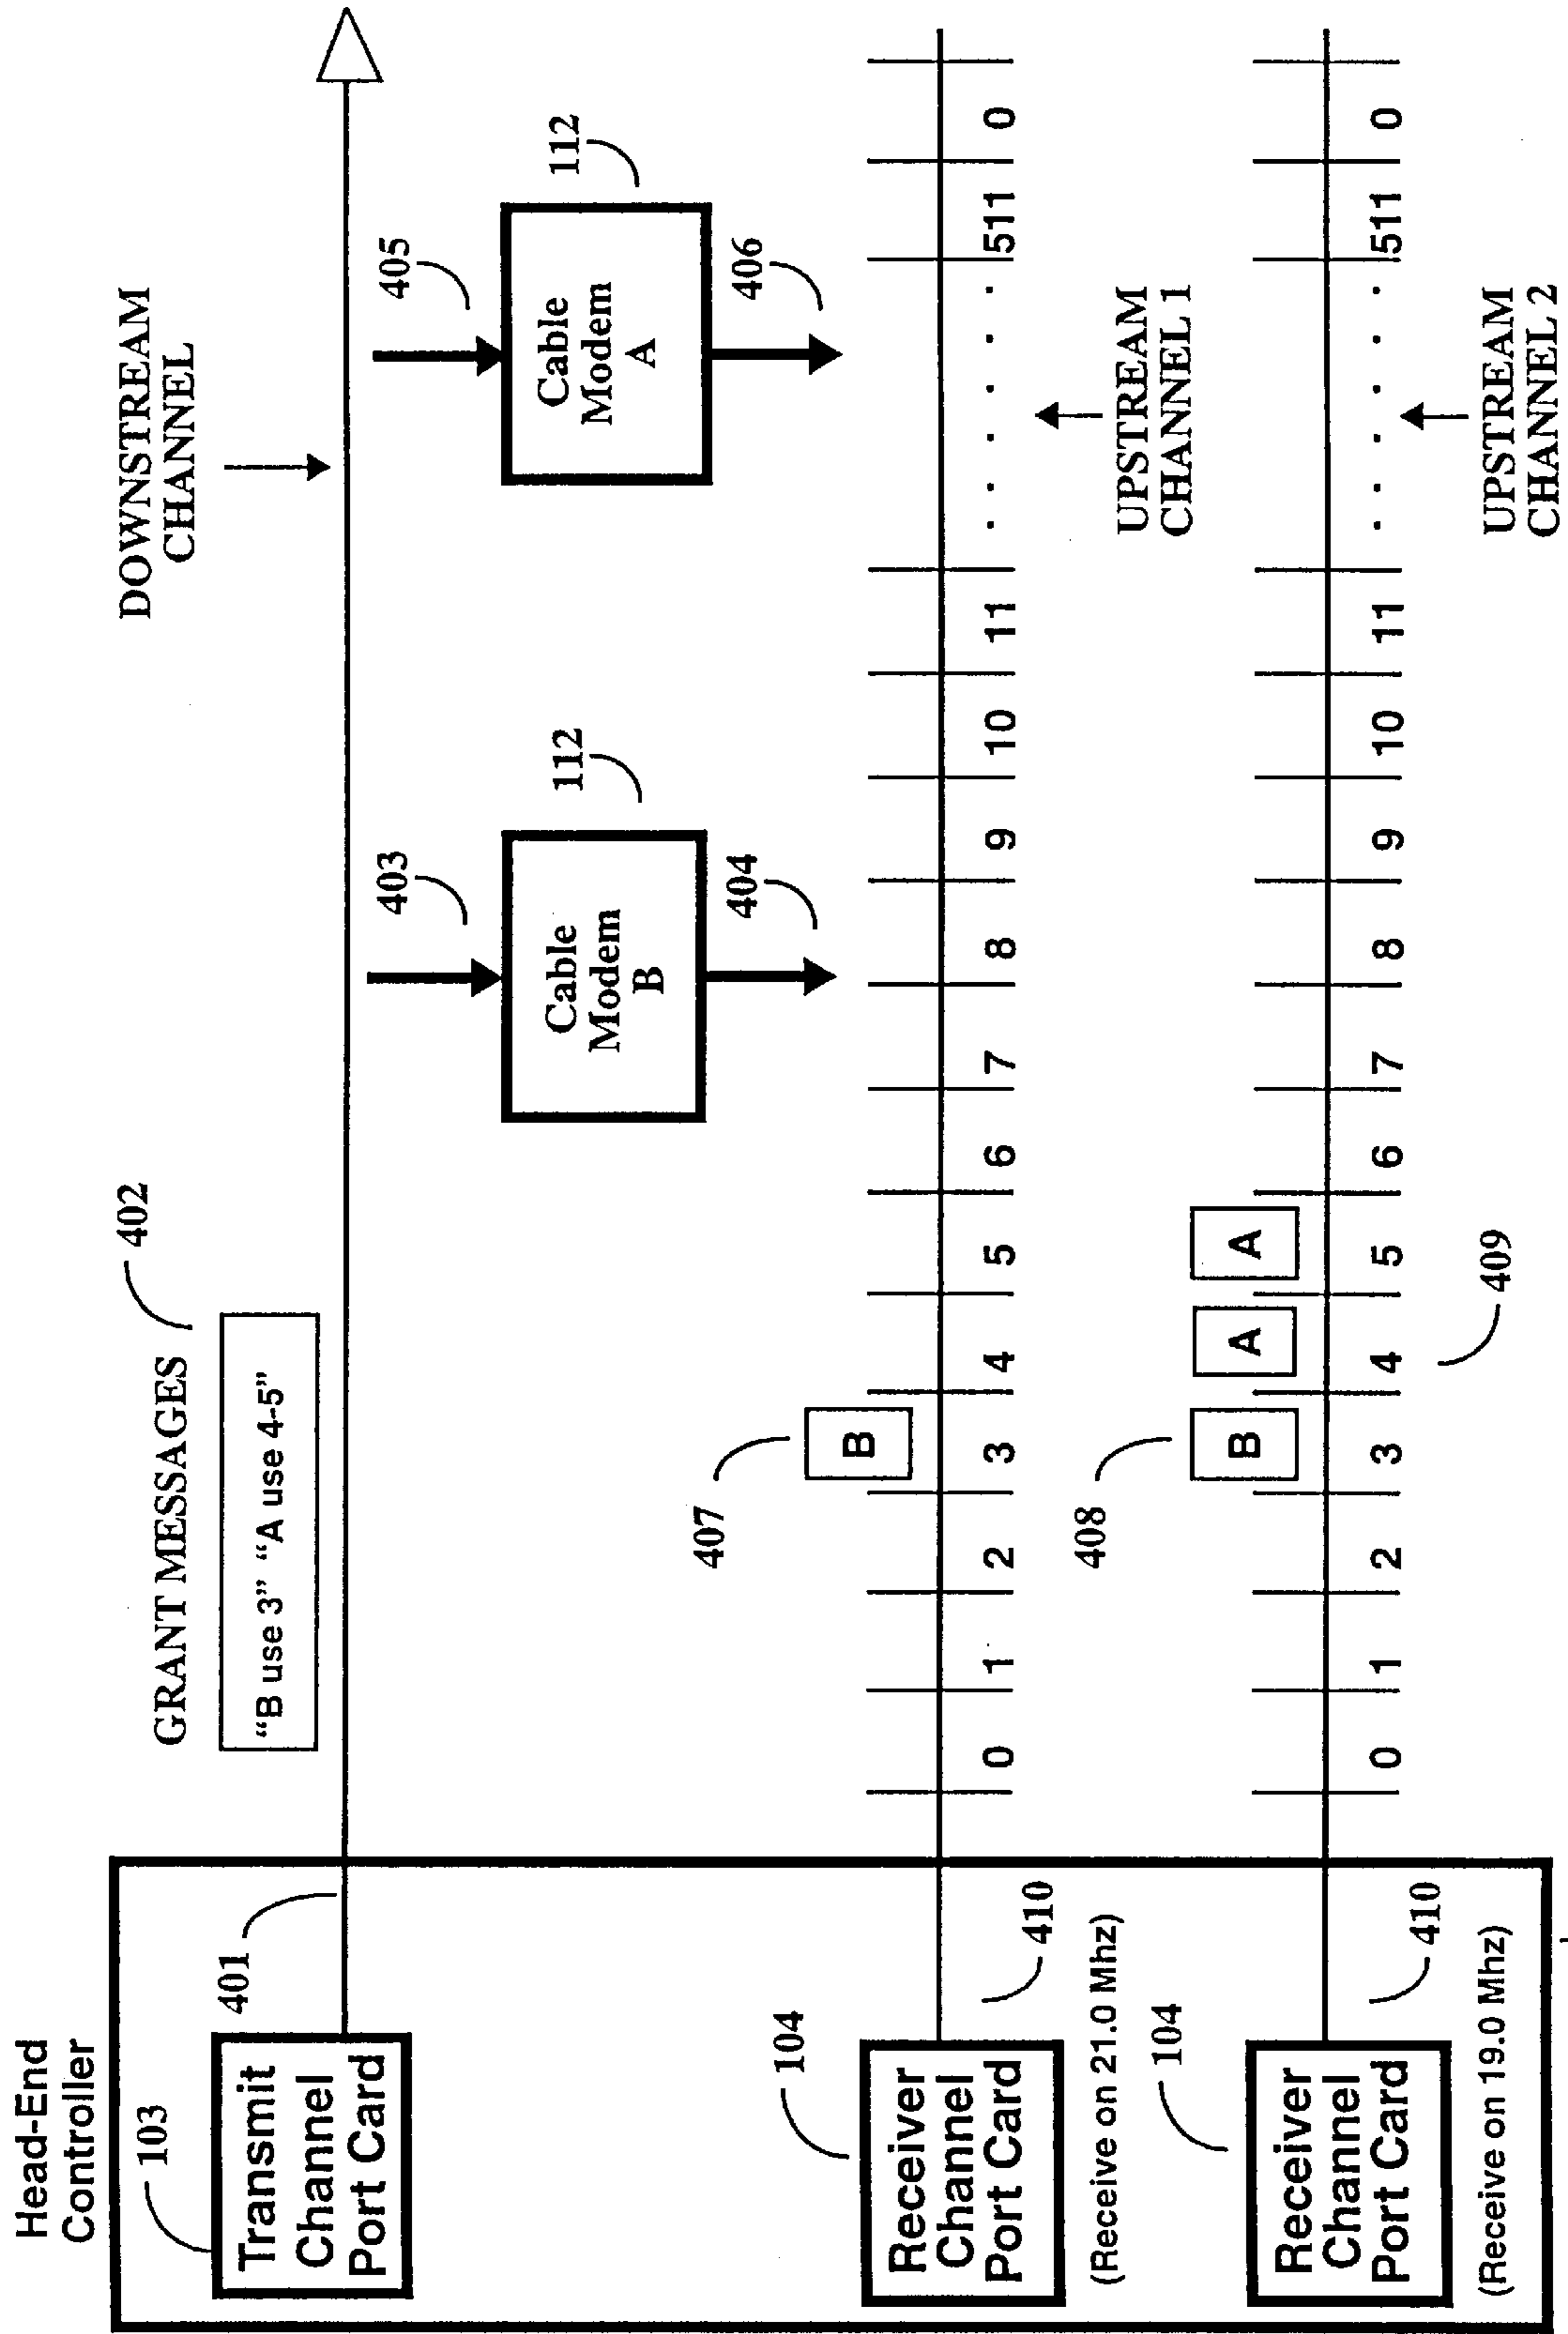 Head-End
Controller
103
Transmit
Channel
Port Card
401
GRANT MESSAGES
402
“B use 3” “A use 4-5”
DOWNSTREAM
CHANNEL
403
112
Cable
Modem
B
404
405
112
Cable
Modem
A
406
104
Receiver
Channel
Port Card
410
(Receive on 21.0 Mhz)
407
B
0 1 2 3 4 5 6 7 8 9 10 11 . . . . . . 511 0
UPSTREAM
CHANNEL 1
104
Receiver
Channel
Port Card
410
(Receive on 19.0 Mhz)
408
B A A
0 1 2 3 4 5 6 7 8 9 10 11 . . . . . . 511 0
409
UPSTREAM
CHANNEL 2